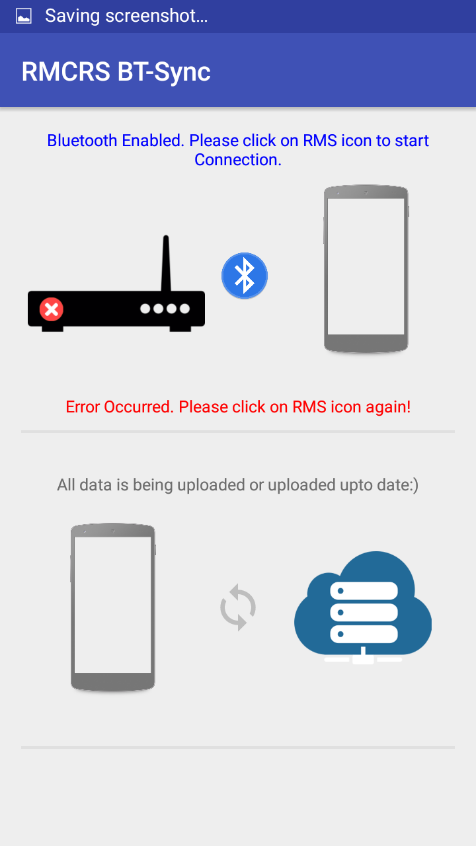 Saving screenshot...
RMCRS BT-Sync
Bluetooth Enabled. Please click on RMS icon to start
Connection.
Error Occurred. Please click on RMS icon again!
All data is being uploaded or uploaded upto date:)